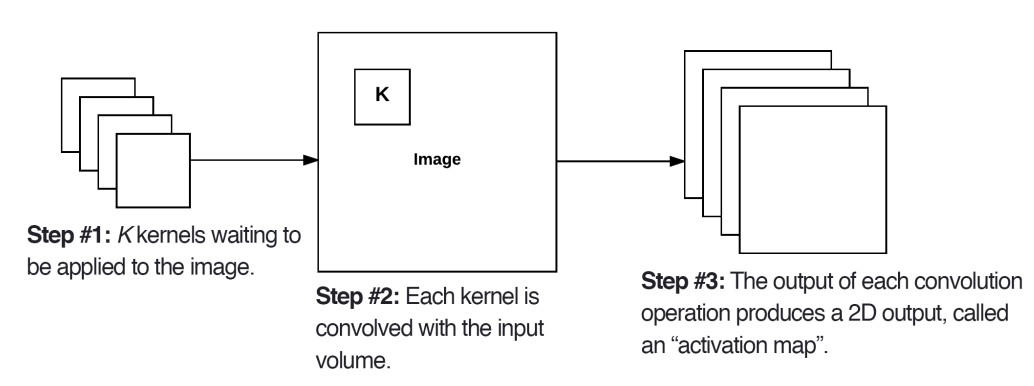 K
Image
Step #1: K kernels waiting to
be applied to the image.
Step #2: Each kernel is
convolved with the input
volume.
Step #3: The output of each convolution
operation produces a 2D output, called
an “activation map”.